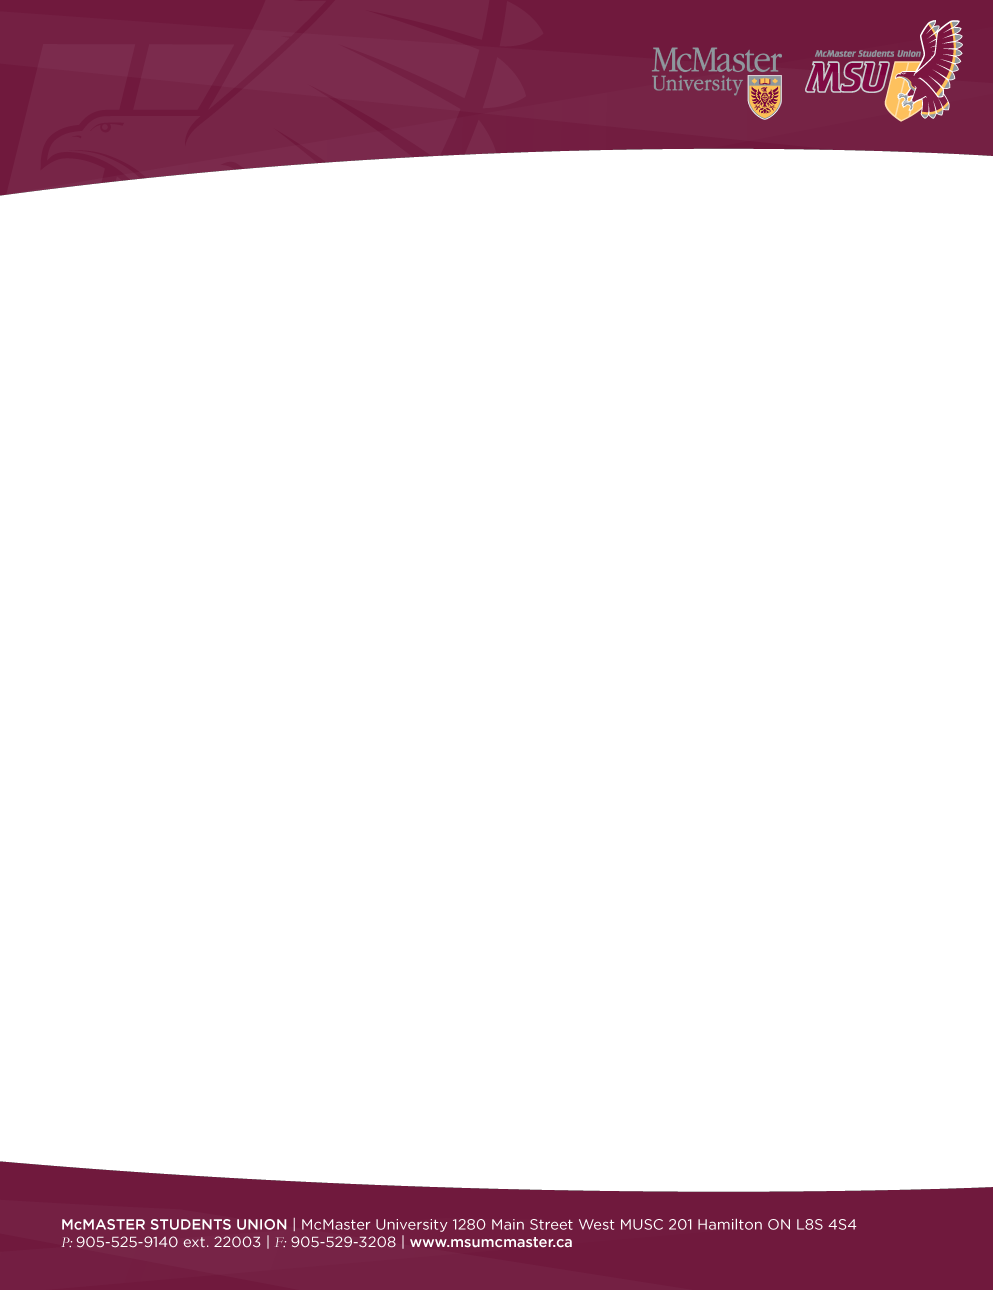 McMaster
University
McMaster Students Union
MSU
McMASTER STUDENTS UNION | McMaster University 1280 Main Street West MUSC 201 Hamilton ON L8S 4S4
P: 905-525-9140 ext. 22003 | F: 905-529-3208 | www.msumcmaster.ca